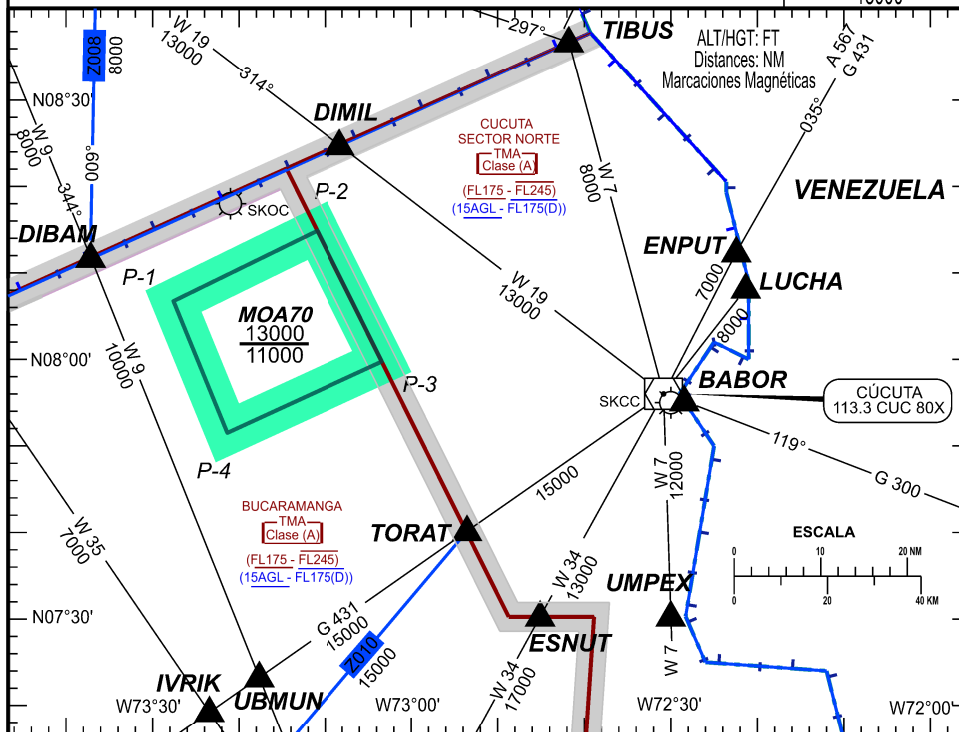 W 19
13000
297°
TIBUS
ALT/HGT: FT
Distances: NM
Marcaciones Magnéticas
A 567
G 431
Z008
8000
314°
N08°30'
DIMIL
CUCUTA
SECTOR NORTE
TMA
Clase (A)
(FL175 - FL245)
(15AGL - FL175(D))
035°
W 9
8000
009°
344°
W 7
8000
P-2
SKOC
VENEZUELA
DIBAM
P-1
ENPUT
7000
LUCHA
W 19
13000
8000
MOA70
13000
11000
W 9
10000
N08°00'
P-3
SKCC
BABOR
CÚCUTA
113.3 CUC 80X
P-4
119°
G 300
W 7
12000
15000
BUCARAMANGA
TMA
Clase (A)
(FL175 - FL245)
(15AGL - FL175(D))
W 35
7000
TORAT
ESCALA
0 10 20 NM
0 20 40 KM
W 34
13000
UMPEX
N07°30'
G 431
15000
Z010
15000
ESNUT
W 7
W 34
17000
IVRIK
UBMUN
W73°30'
W73°00'
W72°30'
W72°00'